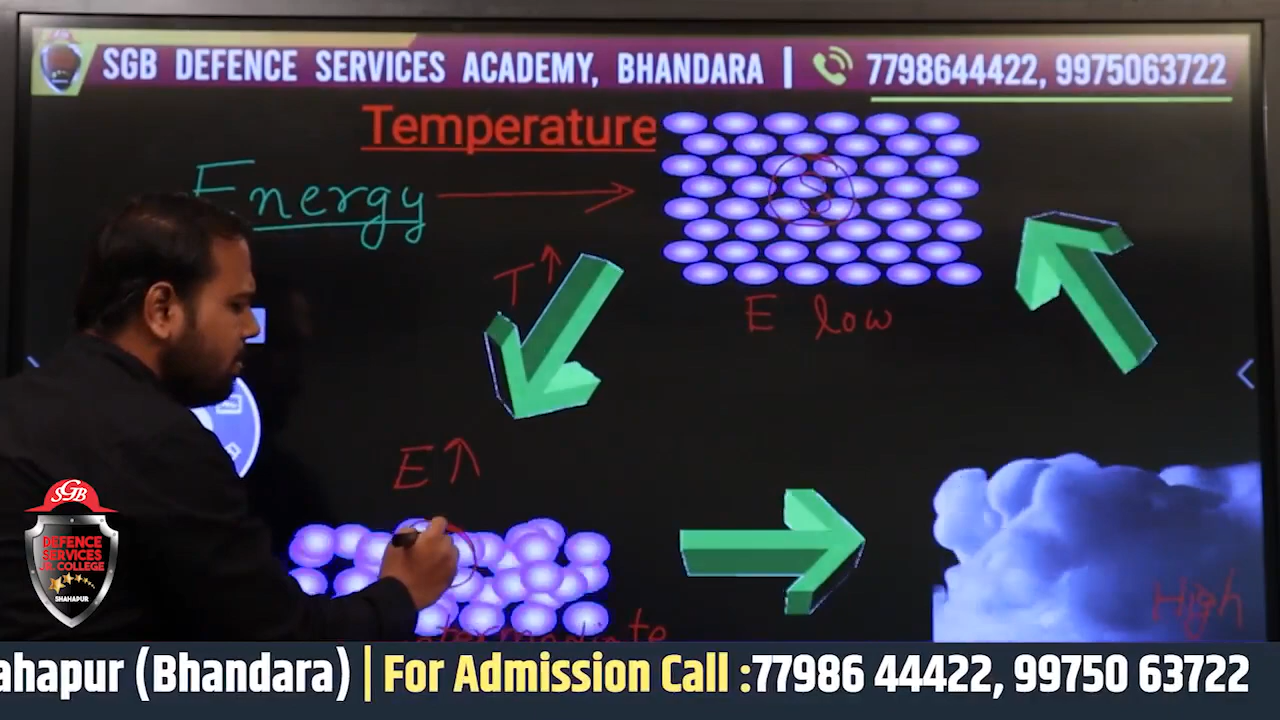 SGB DEFENCE SERVICES ACADEMY, BHANDARA | 7798644422, 9975063722
Temperature
Energy
S
T↑
E low
E↑
High
intermediate
SGB
DEFENCE
SERVICES
JR. COLLEGE
SHAHAPUR
ahapur (Bhandara) | For Admission Call :77986 44422, 99750 63722